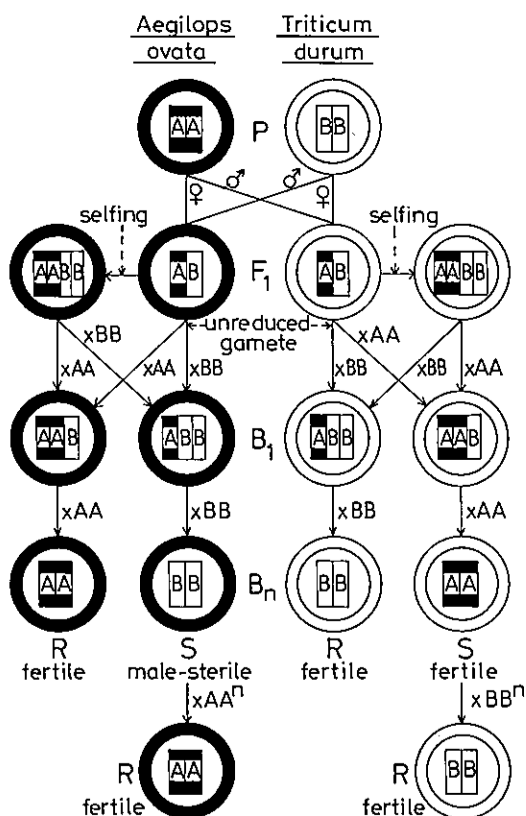 Aegilops Triticum
ovata durum
AA P BB
♀ ♂ ♂ ♀
selfing selfing
AABB AB F1 AB AABB
unreduced
gamete
xBB xAA
xAA xAA xBB xBB xBB xAA
AAB ABB B1 ABB AAB
xAA xBB xBB xAA
AA BB Bn BB AA
R S R S
fertile male-sterile fertile fertile
xAAⁿ xBBⁿ
R AA R BB
fertile fertile